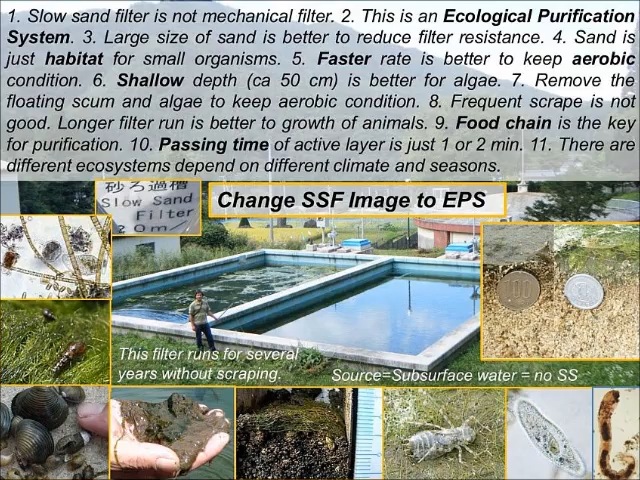 1. Slow sand filter is not mechanical filter. 2. This is an Ecological Purification
System. 3. Large size of sand is better to reduce filter resistance. 4. Sand is
just habitat for small organisms. 5. Faster rate is better to keep aerobic
condition. 6. Shallow depth (ca 50 cm) is better for algae. 7. Remove the
floating scum and algae to keep aerobic condition. 8. Frequent scrape is not
good. Longer filter run is better to growth of animals. 9. Food chain is the key
for purification. 10. Passing time of active layer is just 1 or 2 min. 11. There are
different ecosystems depend on different climate and seasons.
砂ろ過槽
Slow Sand
Filter
Change SSF Image to EPS
100
This filter runs for several
years without scraping.
Source=Subsurface water = no SS